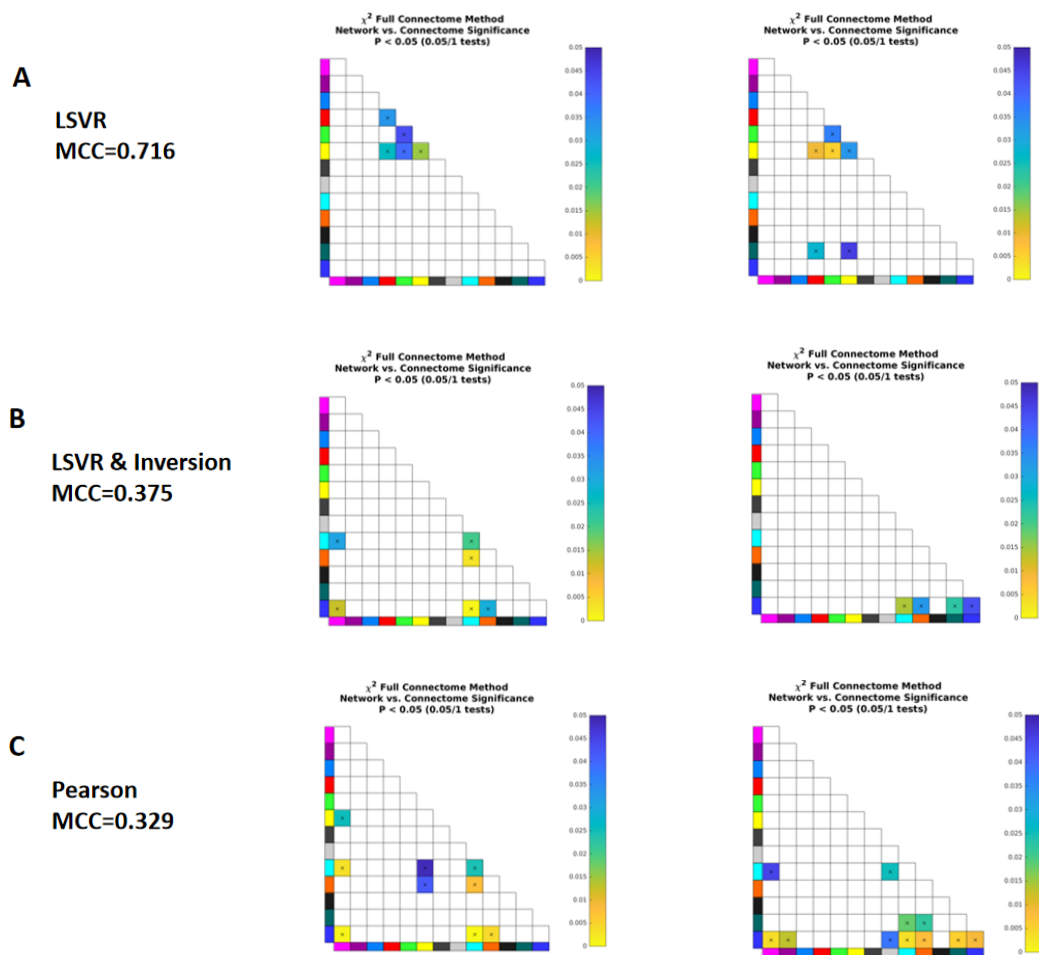 A
LSVR
MCC=0.716
χ² Full Connectome Method
Network vs. Connectome Significance
P < 0.05 (0.05/1 tests)
0.05
0.045
0.04
0.035
0.03
0.025
0.02
0.015
0.01
0.005
0
χ² Full Connectome Method
Network vs. Connectome Significance
P < 0.05 (0.05/1 tests)
0.05
0.045
0.04
0.035
0.03
0.025
0.02
0.015
0.01
0.005
0
B
LSVR & Inversion
MCC=0.375
χ² Full Connectome Method
Network vs. Connectome Significance
P < 0.05 (0.05/1 tests)
0.05
0.045
0.04
0.035
0.03
0.025
0.02
0.015
0.01
0.005
0
χ² Full Connectome Method
Network vs. Connectome Significance
P < 0.05 (0.05/1 tests)
0.05
0.045
0.04
0.035
0.03
0.025
0.02
0.015
0.01
0.005
0
C
Pearson
MCC=0.329
χ² Full Connectome Method
Network vs. Connectome Significance
P < 0.05 (0.05/1 tests)
0.05
0.045
0.04
0.035
0.03
0.025
0.02
0.015
0.01
0.005
0
χ² Full Connectome Method
Network vs. Connectome Significance
P < 0.05 (0.05/1 tests)
0.05
0.045
0.04
0.035
0.03
0.025
0.02
0.015
0.01
0.005
0